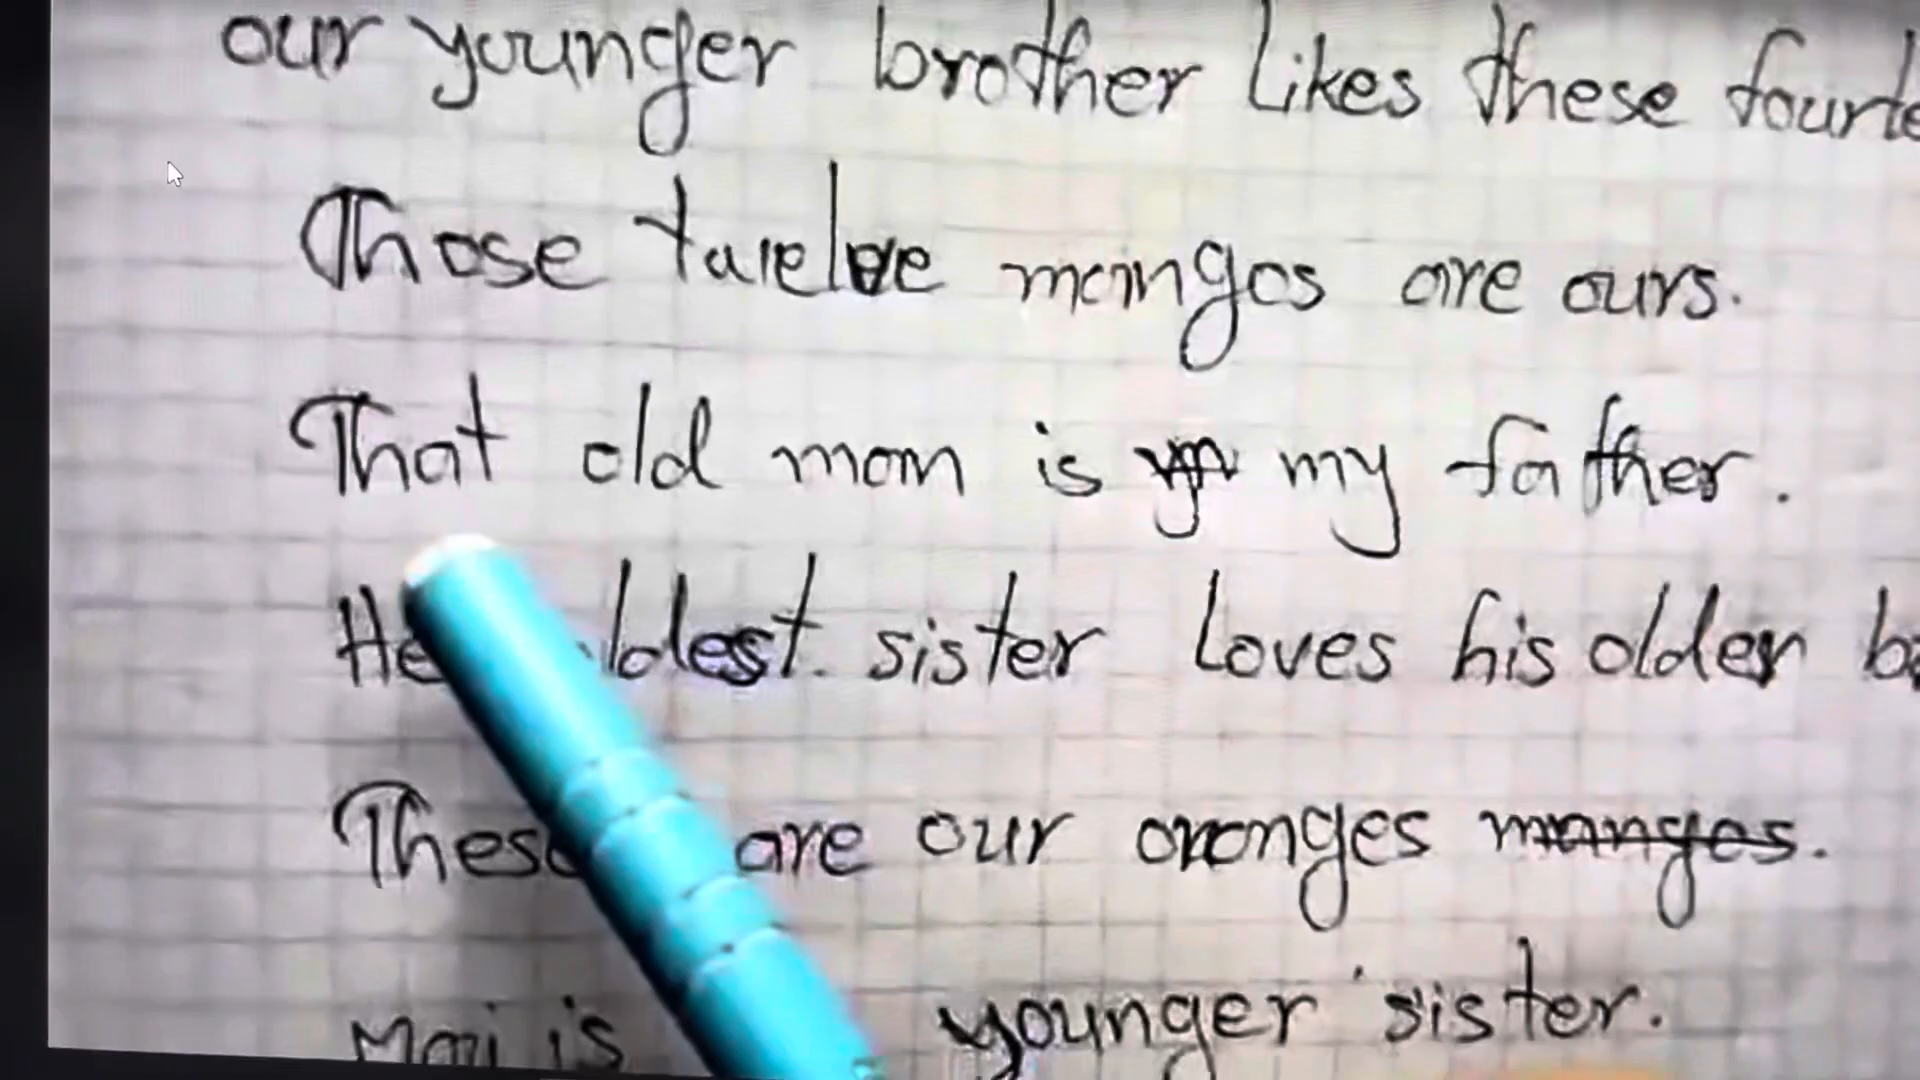 our younger brother likes these
Those twelve mangos are ours.
That old man is my father.
sister loves his older
are our oranges mangos.
is younger sister.